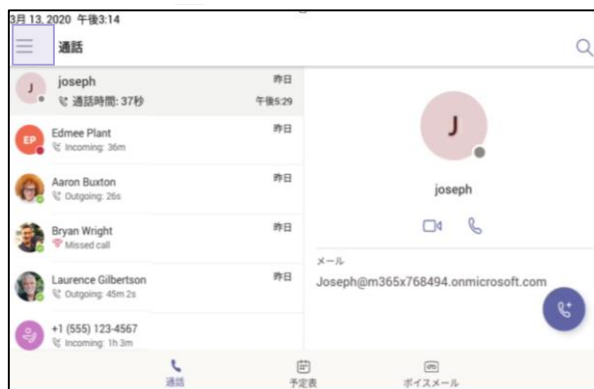 3月 13, 2020 午後3:14
通話
J
joseph
昨日
通話時間: 37秒
午後5:29
EP
Edmee Plant
昨日
Incoming: 36m
Aaron Buxton
昨日
Outgoing: 26s
Bryan Wright
昨日
Missed call
Laurence Gilbertson
昨日
Outgoing: 45m 2s
+1 (555) 123-4567
Incoming: 1h 3m
J
joseph
メール
Joseph@m365x768494.onmicrosoft.com
通話
予定表
ボイスメール